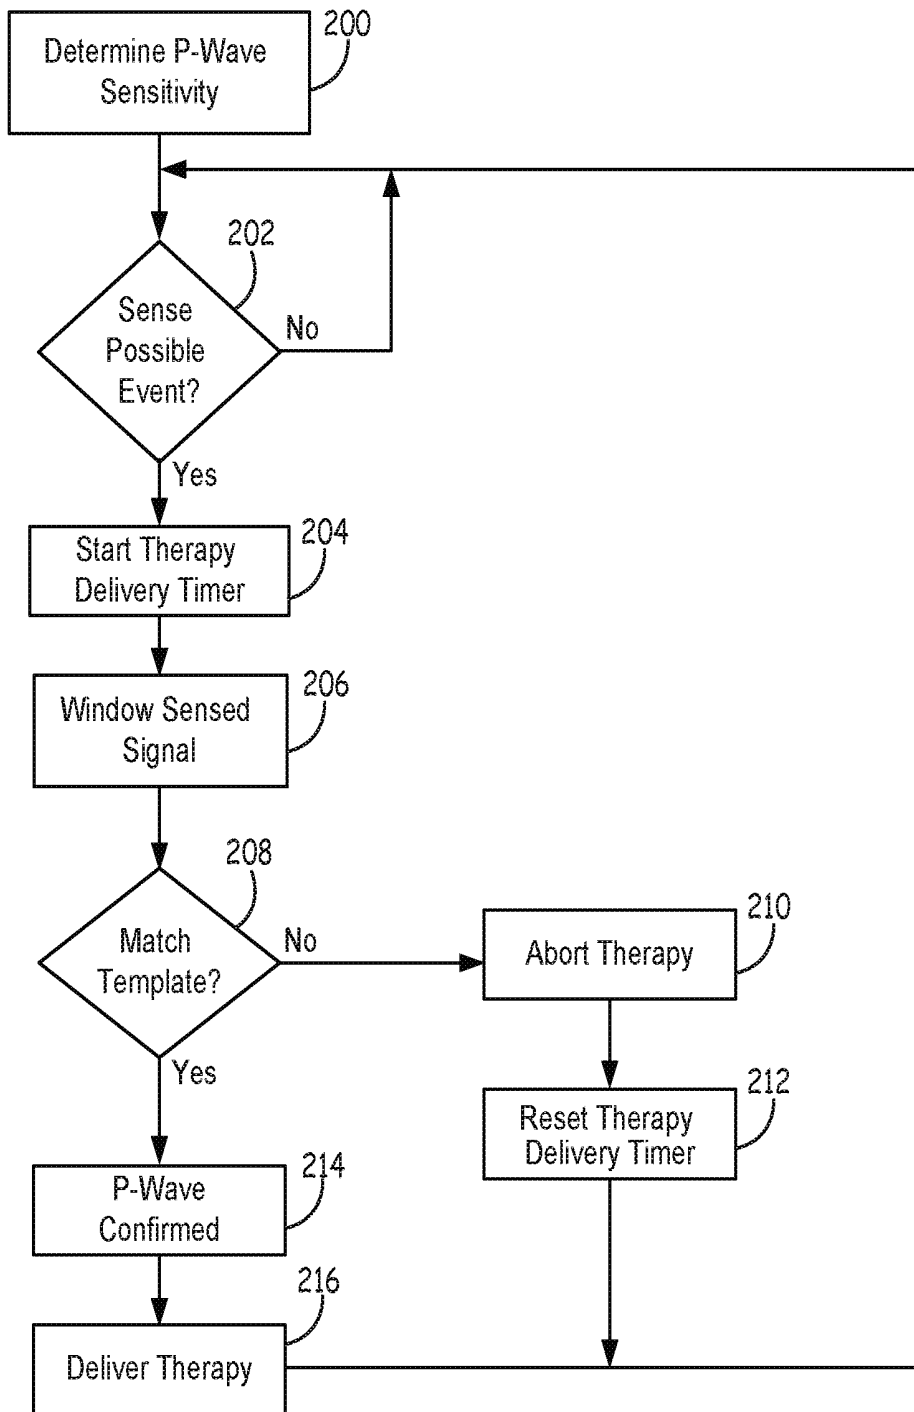 200
Determine P-Wave
Sensitivity
202
Sense
Possible
Event?
No
Yes
204
Start Therapy
Delivery Timer
206
Window Sensed
Signal
208
Match
Template?
No
Yes
210
Abort Therapy
212
Reset Therapy
Delivery Timer
214
P-Wave
Confirmed
216
Deliver Therapy